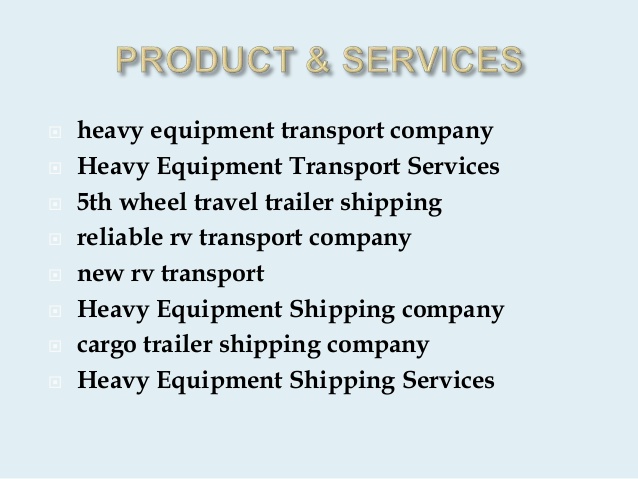 PRODUCT & SERVICES
heavy equipment transport company
Heavy Equipment Transport Services
5th wheel travel trailer shipping
reliable rv transport company
new rv transport
Heavy Equipment Shipping company
cargo trailer shipping company
Heavy Equipment Shipping Services